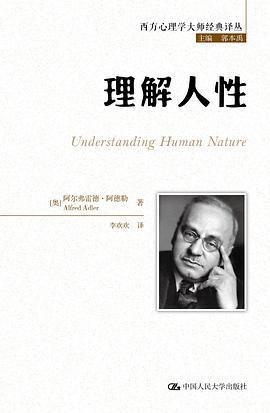 西方心理学大师经典译丛
主编 郭本禹
理解人性
Understanding Human Nature
[奥] 阿尔弗雷德·阿德勒 著
Alfred Adler
李欢欢 译
中国人民大学出版社